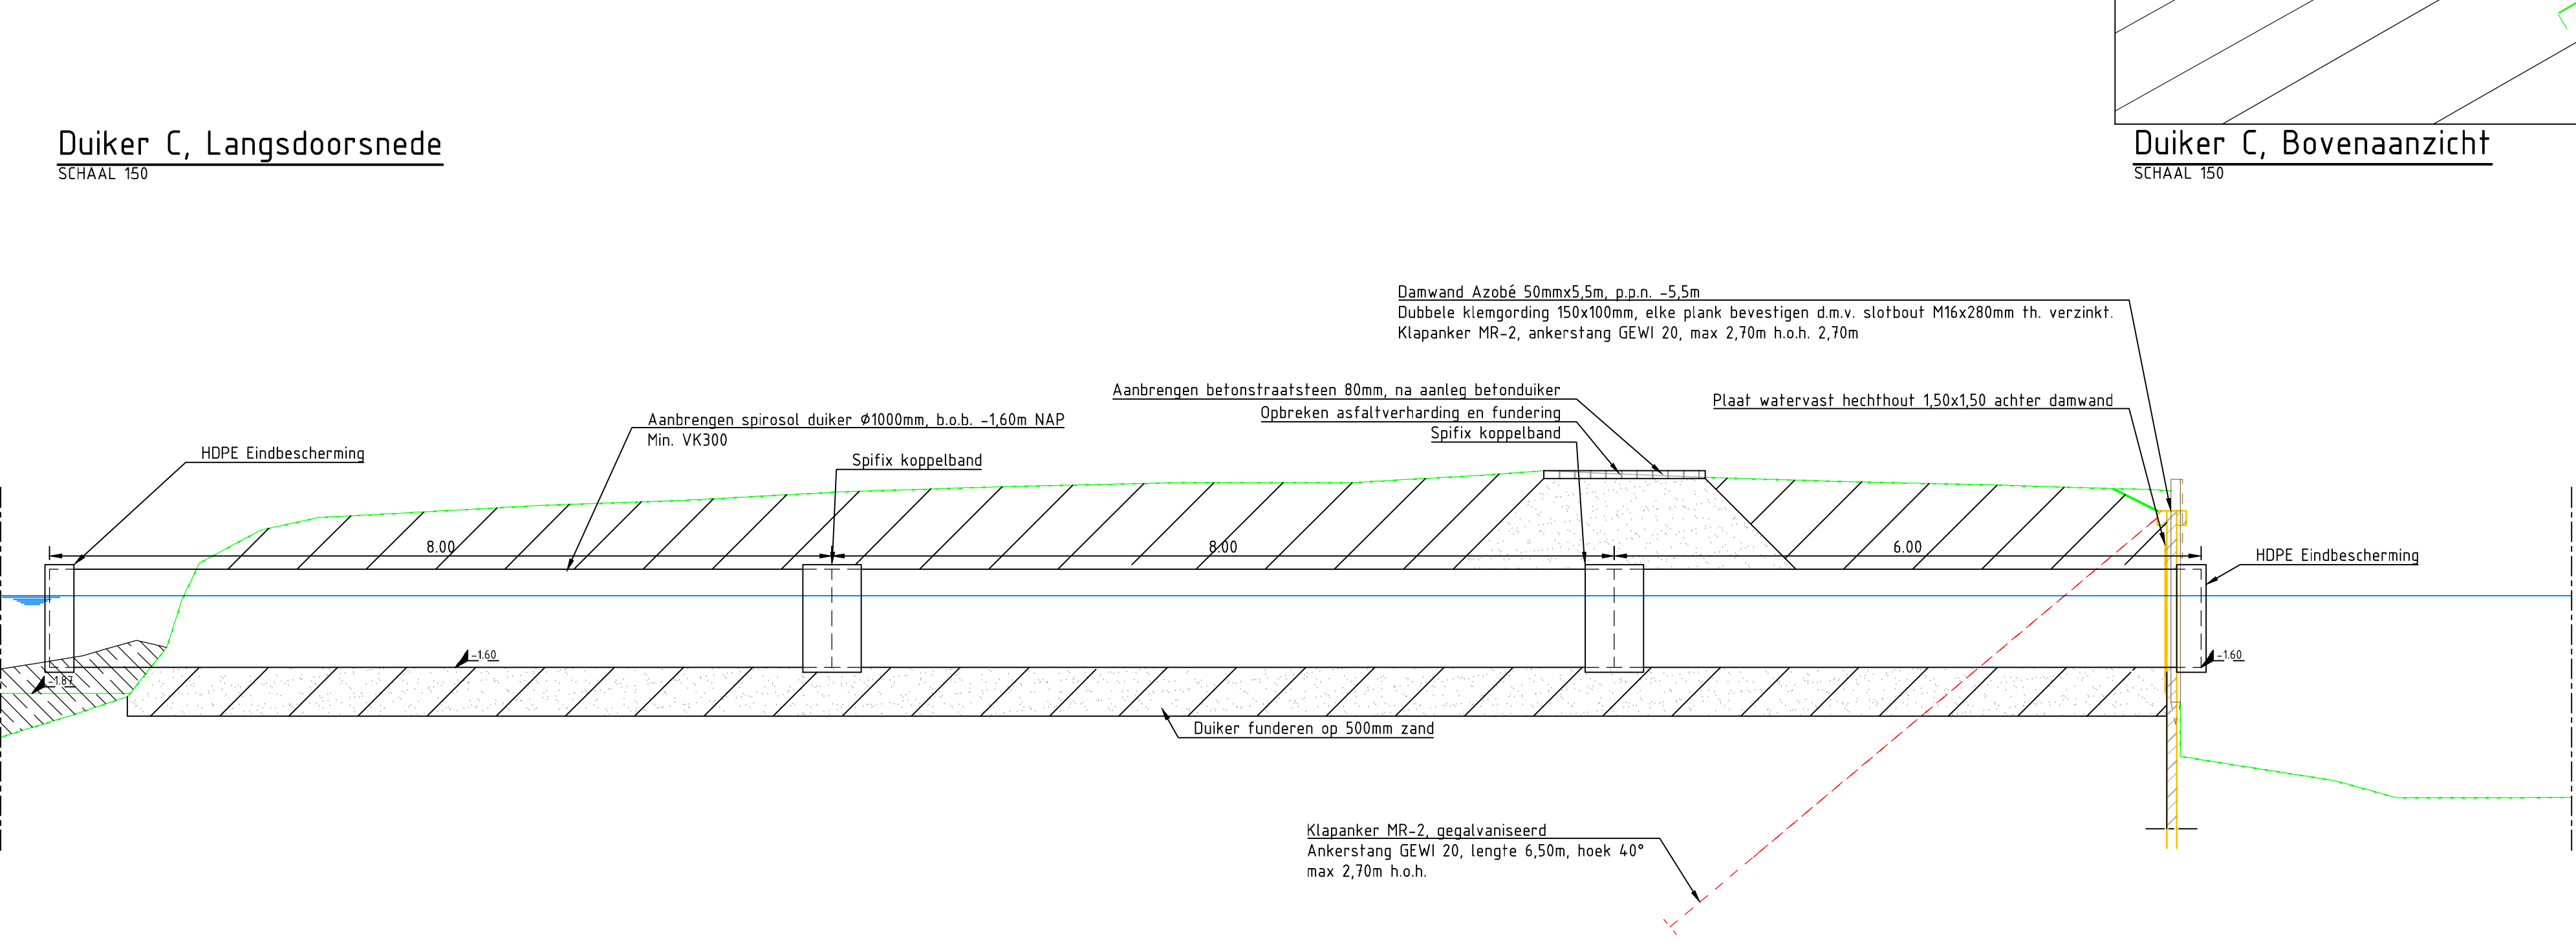 Duiker C, Langsdoorsnede
SCHAAL 150
Duiker C, Bovenaanzicht
SCHAAL 150
Damwand Azobé 50mmx5,5m, p.p.n. -5,5m
Dubbele klemgording 150x100mm, elke plank bevestigen d.m.v. slotbout M16x280mm th. verzinkt.
Klapanker MR-2, ankerstang GEWI 20, max 2,70m h.o.h. 2,70m
Aanbrengen betonstraatsteen 80mm, na aanleg betonduiker
Opbreken asfaltverharding en fundering
Spifix koppelband
Plaat watervast hechthout 1,50x1,50 achter damwand
Aanbrengen spirosol duiker Ø1000mm, b.o.b. -1,60m NAP
Min. VK300
HDPE Eindbescherming
Spifix koppelband
8.00
8.00
6.00
HDPE Eindbescherming
-1.60
-1.60
-1.87
Duiker funderen op 500mm zand
Klapanker MR-2, gegalvaniseerd
Ankerstang GEWI 20, lengte 6,50m, hoek 40°
max 2,70m h.o.h.